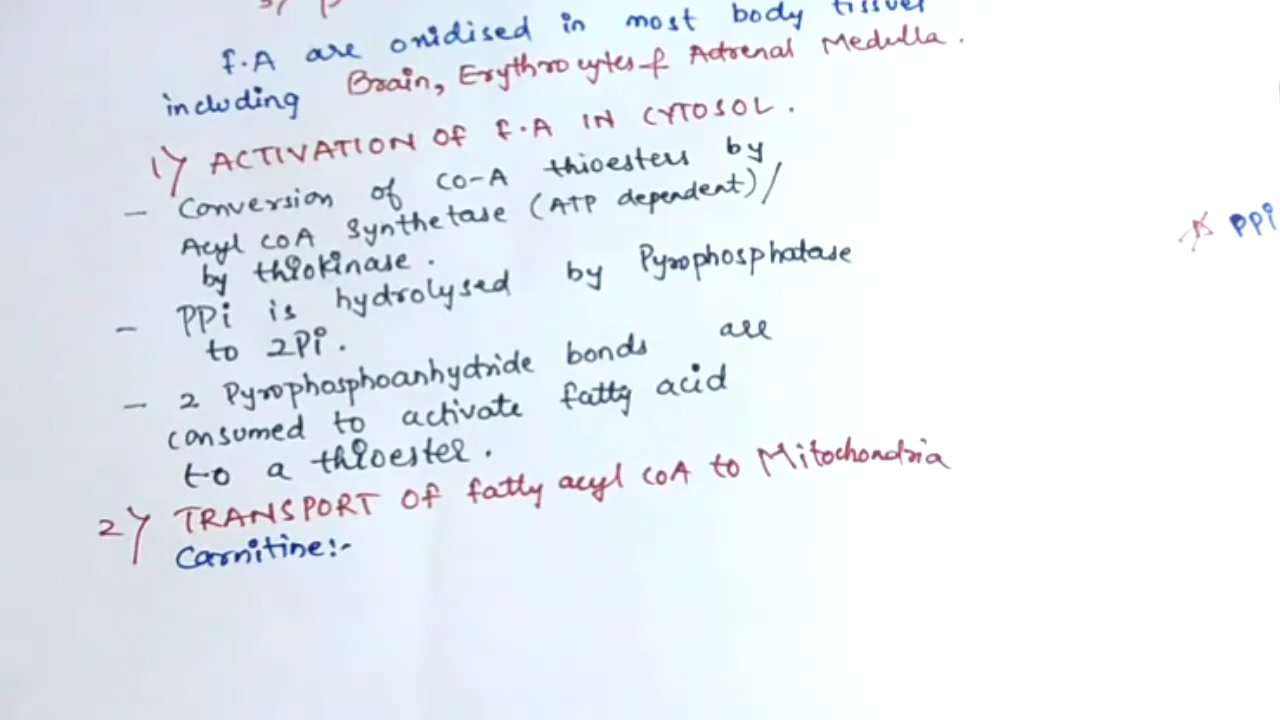 F.A are onidised in most body tissues
including Brain, Erythrocytes & Adrenal Medulla.
1) ACTIVATION OF F.A IN CYTOSOL.
- Conversion of CO-A thioesters by
Acyl COA Synthetase (ATP dependent)/
by thiokinase.
- PPi is hydrolysed by Pyrophosphatase
to 2Pi.
- 2 Pyrophosphoanhydride bonds are
consumed to activate fatty acid
to a thioester.
2) TRANSPORT OF fatty acyl COA to Mitochondria
Carnitine:-
PPi